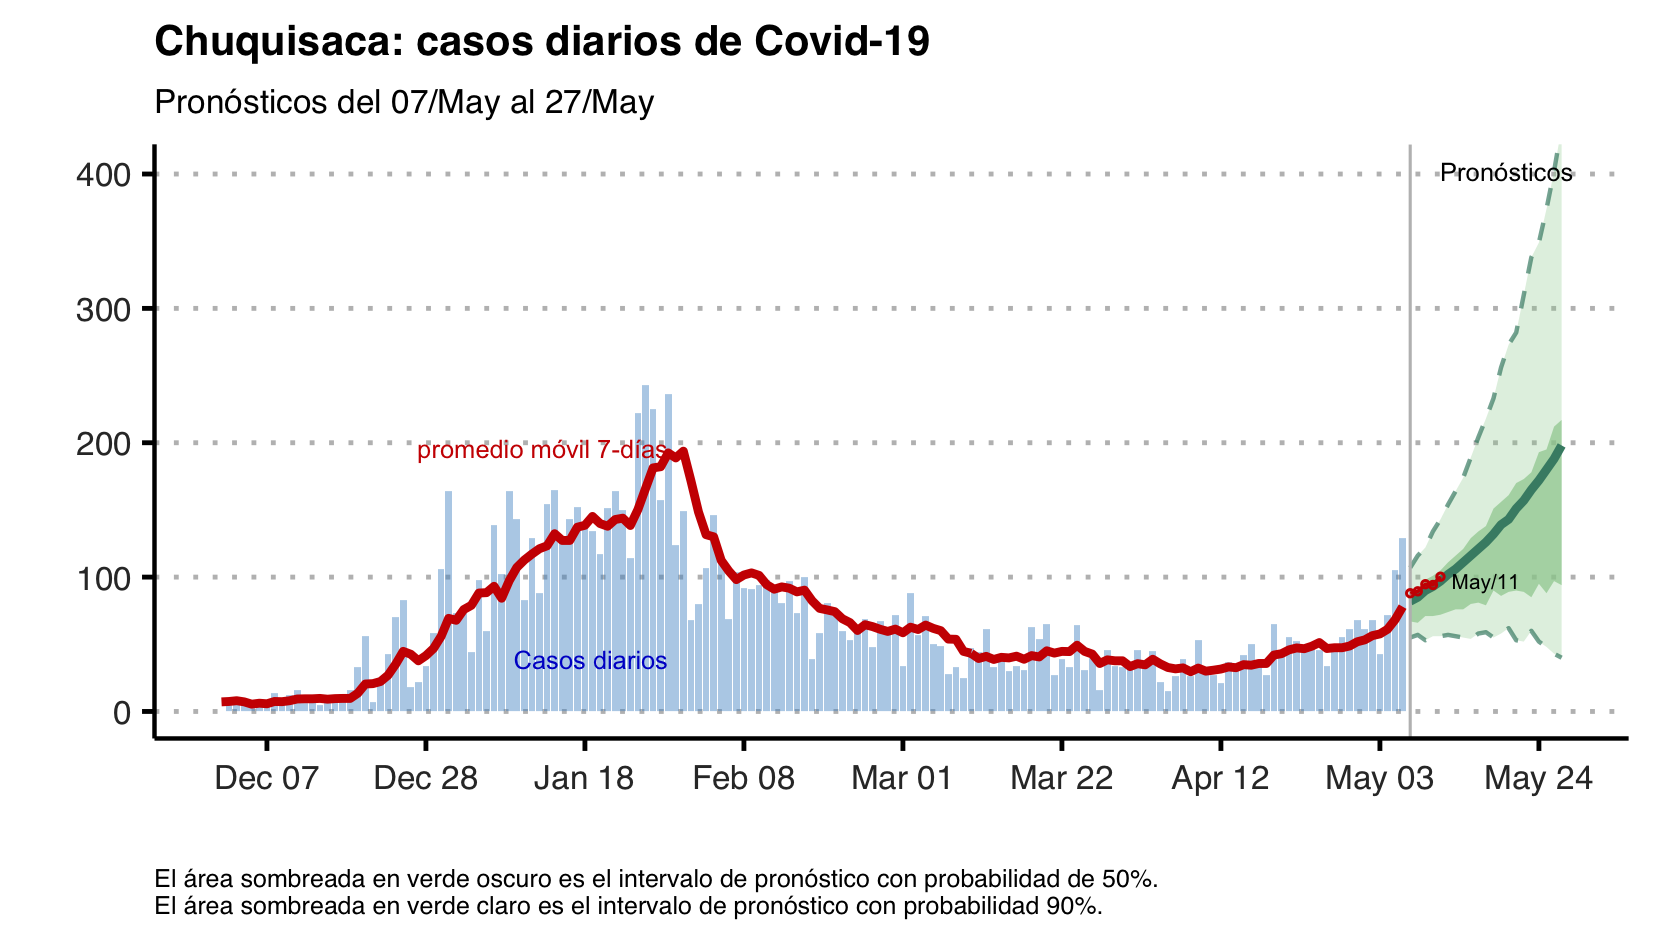 Chuquisaca: casos diarios de Covid-19
Pronósticos del 07/May al 27/May
400
Pronósticos
300
200
promedio móvil 7-días
100
May/11
Casos diarios
0
Dec 07 Dec 28 Jan 18 Feb 08 Mar 01 Mar 22 Apr 12 May 03 May 24
El área sombreada en verde oscuro es el intervalo de pronóstico con probabilidad de 50%.
El área sombreada en verde claro es el intervalo de pronóstico con probabilidad 90%.